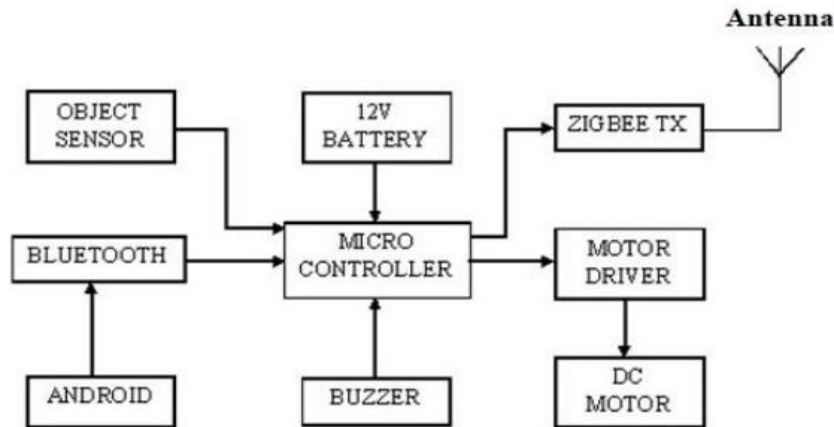 Antenna
OBJECT
SENSOR
12V
BATTERY
ZIGBEE TX
BLUETOOTH
MICRO
CONTROLLER
MOTOR
DRIVER
ANDROID
BUZZER
DC
MOTOR